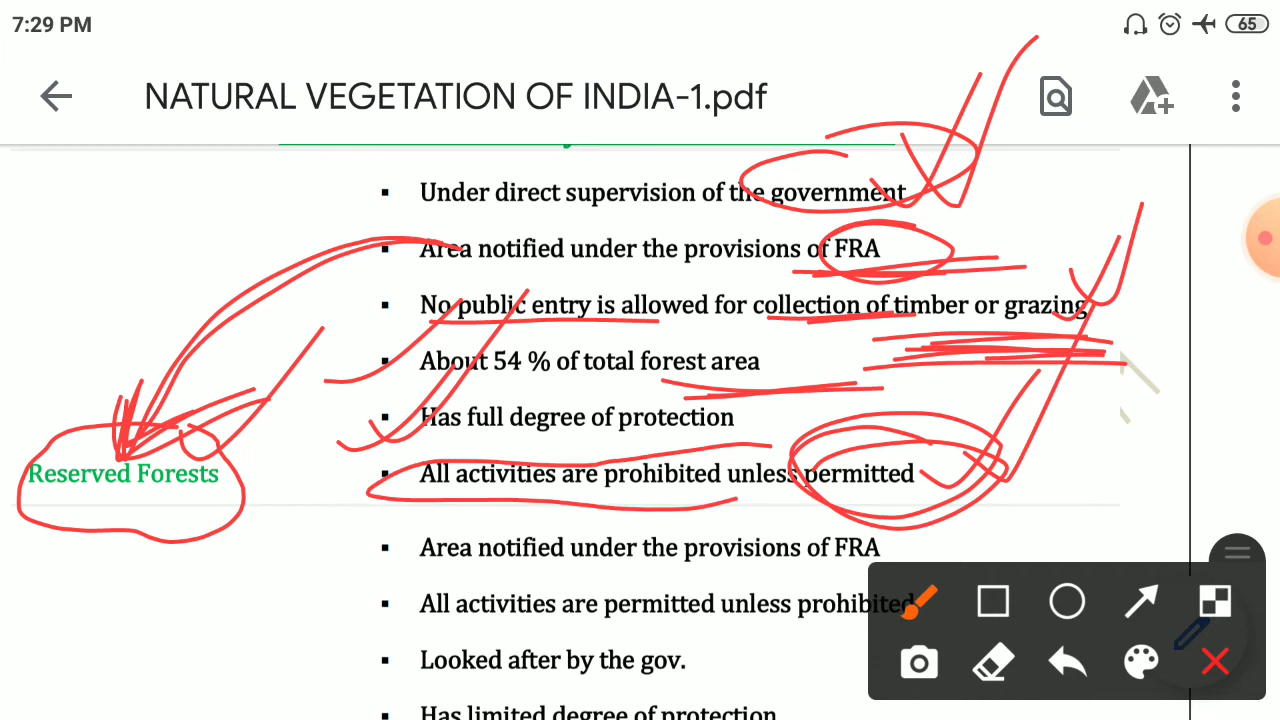 7:29 PM
65
NATURAL VEGETATION OF INDIA-1.pdf
▪ Under direct supervision of the government
▪ Area notified under the provisions of FRA
▪ No public entry is allowed for collection of timber or grazing
▪ About 54 % of total forest area
▪ Has full degree of protection
Reserved Forests
▪ All activities are prohibited unless permitted
▪ Area notified under the provisions of FRA
▪ All activities are permitted unless prohibited
▪ Looked after by the gov.
▪ Has limited degree of protection